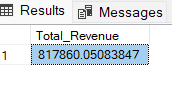 Results Messages
Total_Revenue
1 817860.05083847